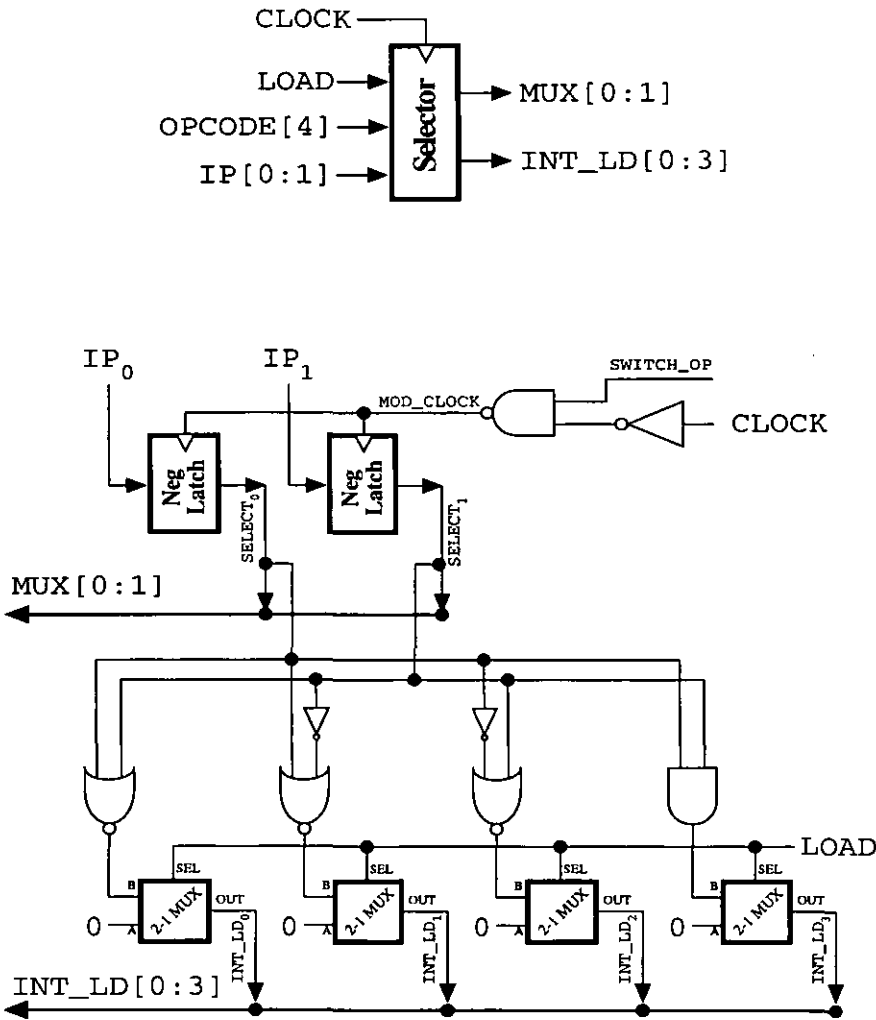 CLOCK
LOAD
OPCODE[4]
IP[0:1]
Selector
MUX[0:1]
INT_LD[0:3]
IP0
IP1
SWITCH_OP
MOD_CLOCK
CLOCK
Neg
Latch
Neg
Latch
SELECT0
SELECT1
MUX[0:1]
LOAD
SEL
SEL
SEL
SEL
B
2-1 MUX
OUT
B
2-1 MUX
OUT
B
2-1 MUX
OUT
B
2-1 MUX
OUT
0
A
0
A
0
A
0
A
INT_LD0
INT_LD1
INT_LD2
INT_LD3
INT_LD[0:3]